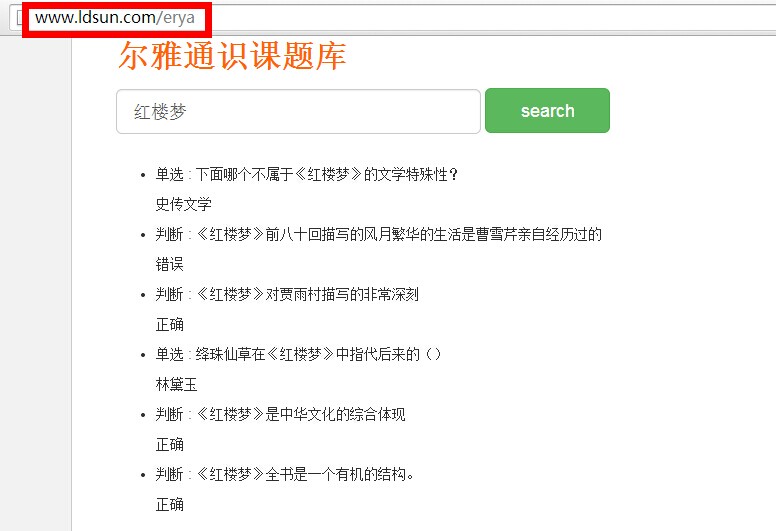 www.ldsun.com/erya
尔雅通识课题库
红楼梦
search
单选 : 下面哪个不属于《红楼梦》的文学特殊性？
史传文学
判断 : 《红楼梦》前八十回描写的风月繁华的生活是曹雪芹亲自经历过的
错误
判断 : 《红楼梦》对贾雨村描写的非常深刻
正确
单选 : 绛珠仙草在《红楼梦》中指代后来的（）
林黛玉
判断 : 《红楼梦》是中华文化的综合体现
正确
判断 : 《红楼梦》全书是一个有机的结构。
正确